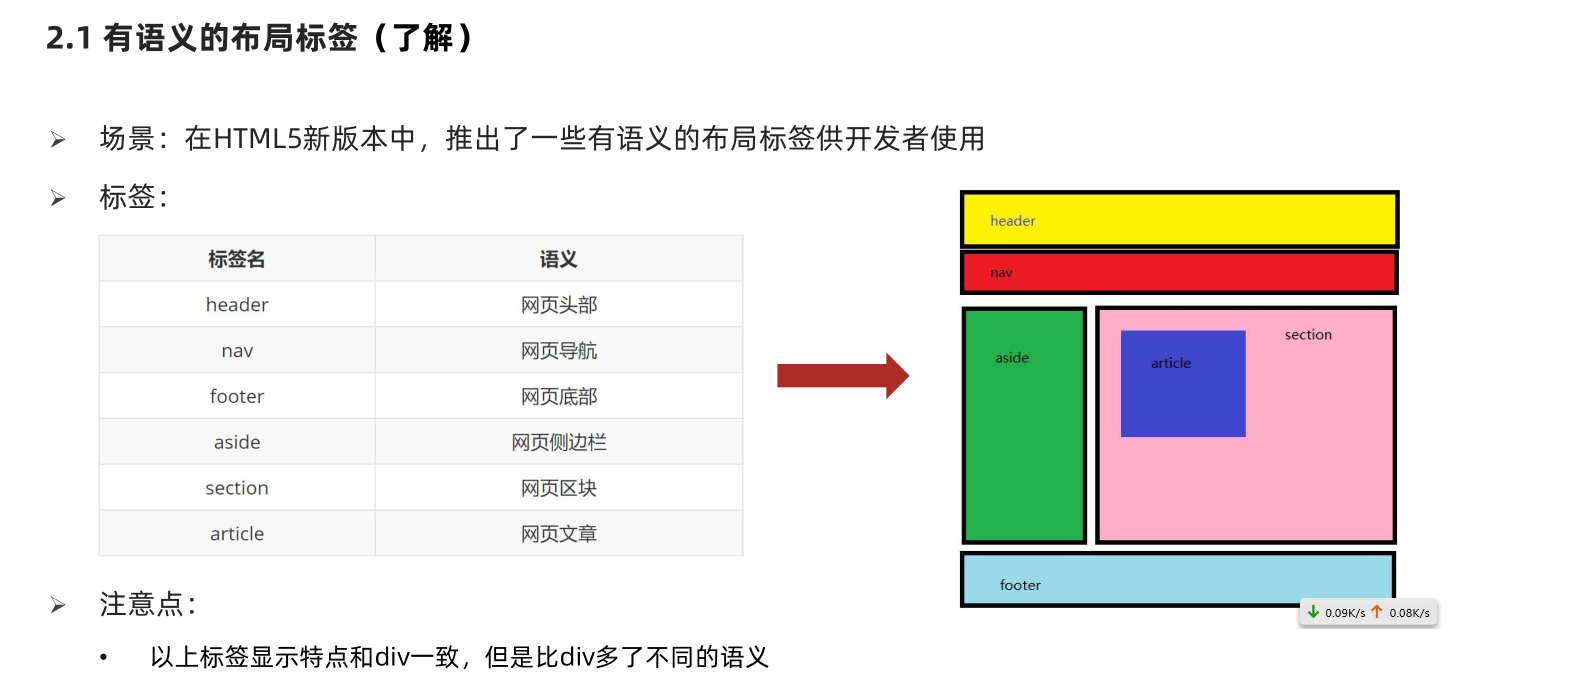 2.1 有语义的布局标签（了解）
场景：在HTML5新版本中，推出了一些有语义的布局标签供开发者使用
标签：
标签名 语义
header 网页头部
nav 网页导航
footer 网页底部
aside 网页侧边栏
section 网页区块
article 网页文章
header
nav
aside
article
section
footer
0.09K/s 0.08K/s
注意点：
以上标签显示特点和div一致，但是比div多了不同的语义